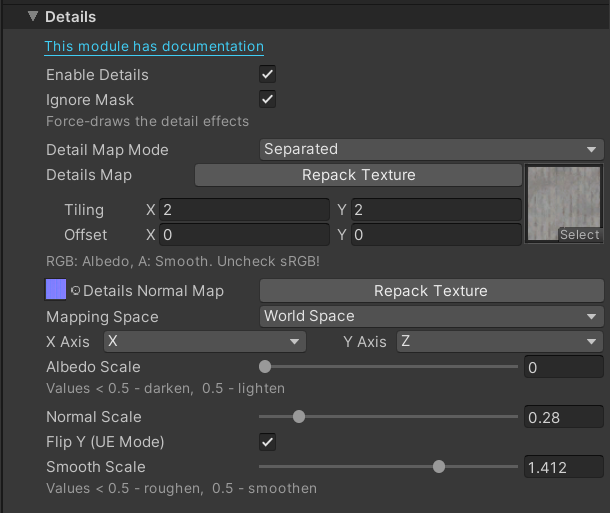 Details
This module has documentation
Enable Details
Ignore Mask
Force-draws the detail effects
Detail Map Mode Separated
Details Map Repack Texture
Tiling X 2 Y 2
Offset X 0 Y 0
Select
RGB: Albedo, A: Smooth. Uncheck sRGB!
Details Normal Map Repack Texture
Mapping Space World Space
X Axis X Y Axis Z
Albedo Scale 0
Values < 0.5 - darken, 0.5 - lighten
Normal Scale 0.28
Flip Y (UE Mode)
Smooth Scale 1.412
Values < 0.5 - roughen, 0.5 - smoothen